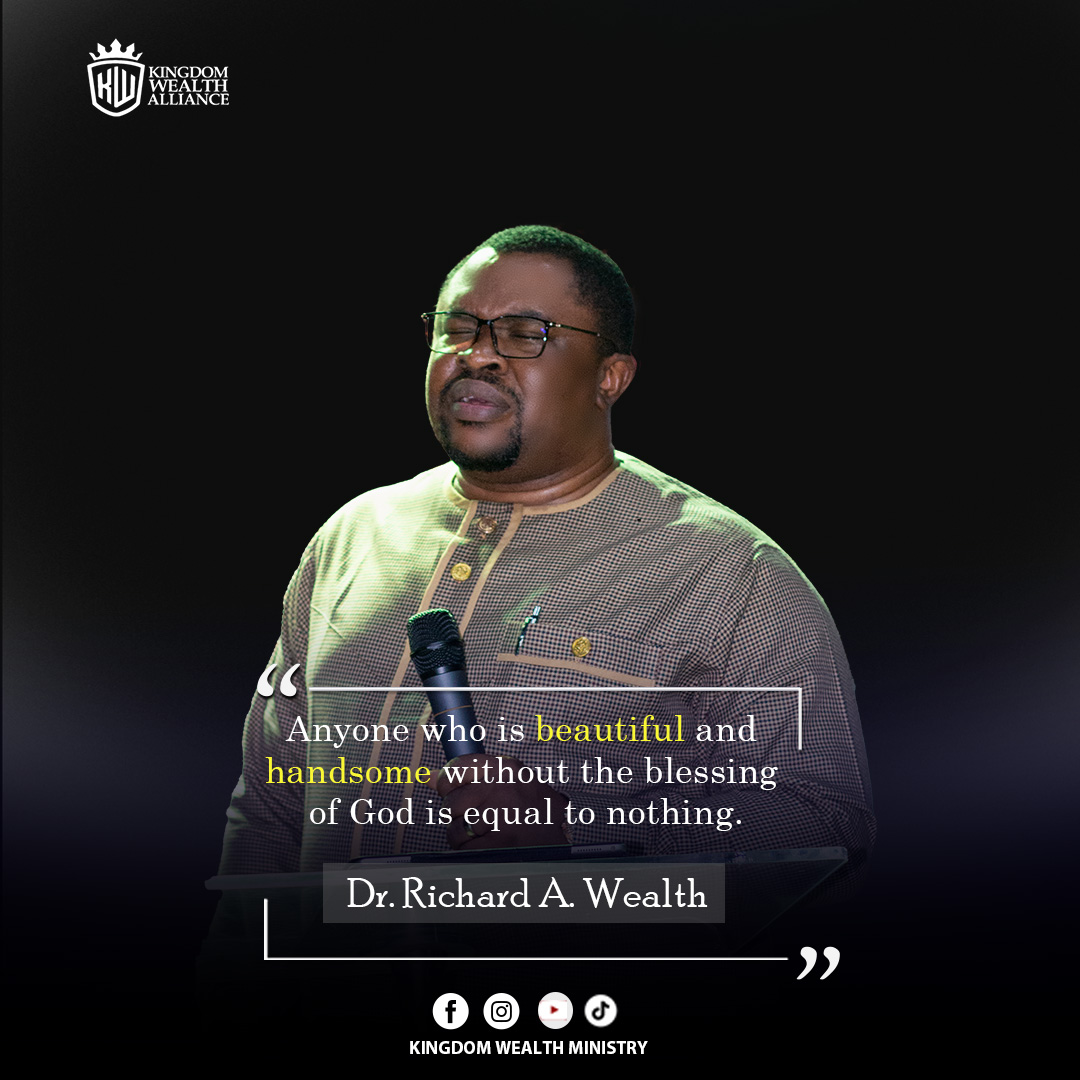 KINGDOM
WEALTH
ALLIANCE
“
Anyone who is beautiful and
handsome without the blessing
of God is equal to nothing.
Dr. Richard A. Wealth
”
KINGDOM WEALTH MINISTRY